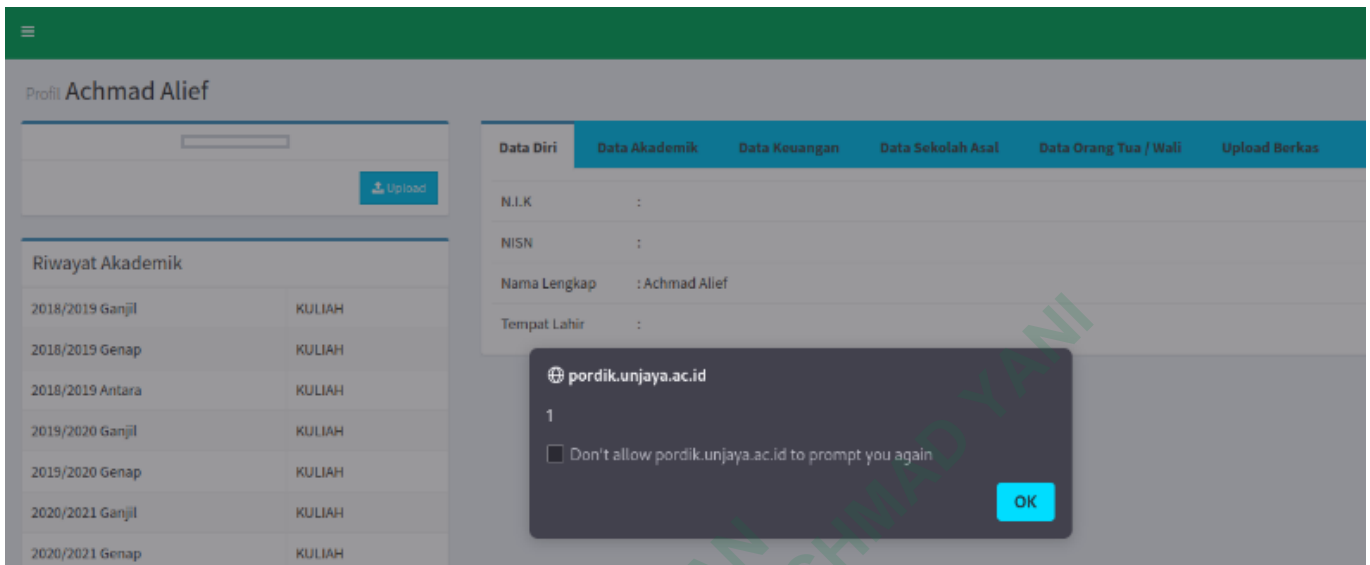 Profil Achmad Alief
Upload
Riwayat Akademik
2018/2019 Ganjil KULIAH
2018/2019 Genap KULIAH
2018/2019 Antara KULIAH
2019/2020 Ganjil KULIAH
2019/2020 Genap KULIAH
2020/2021 Ganjil KULIAH
2020/2021 Genap KULIAH
Data Diri Data Akademik Data Keuangan Data Sekolah Asal Data Orang Tua / Wali Upload Berkas
N.I.K :
NISN :
Nama Lengkap : Achmad Alief
Tempat Lahir :
pordik.unjaya.ac.id
1
Don't allow pordik.unjaya.ac.id to prompt you again
OK